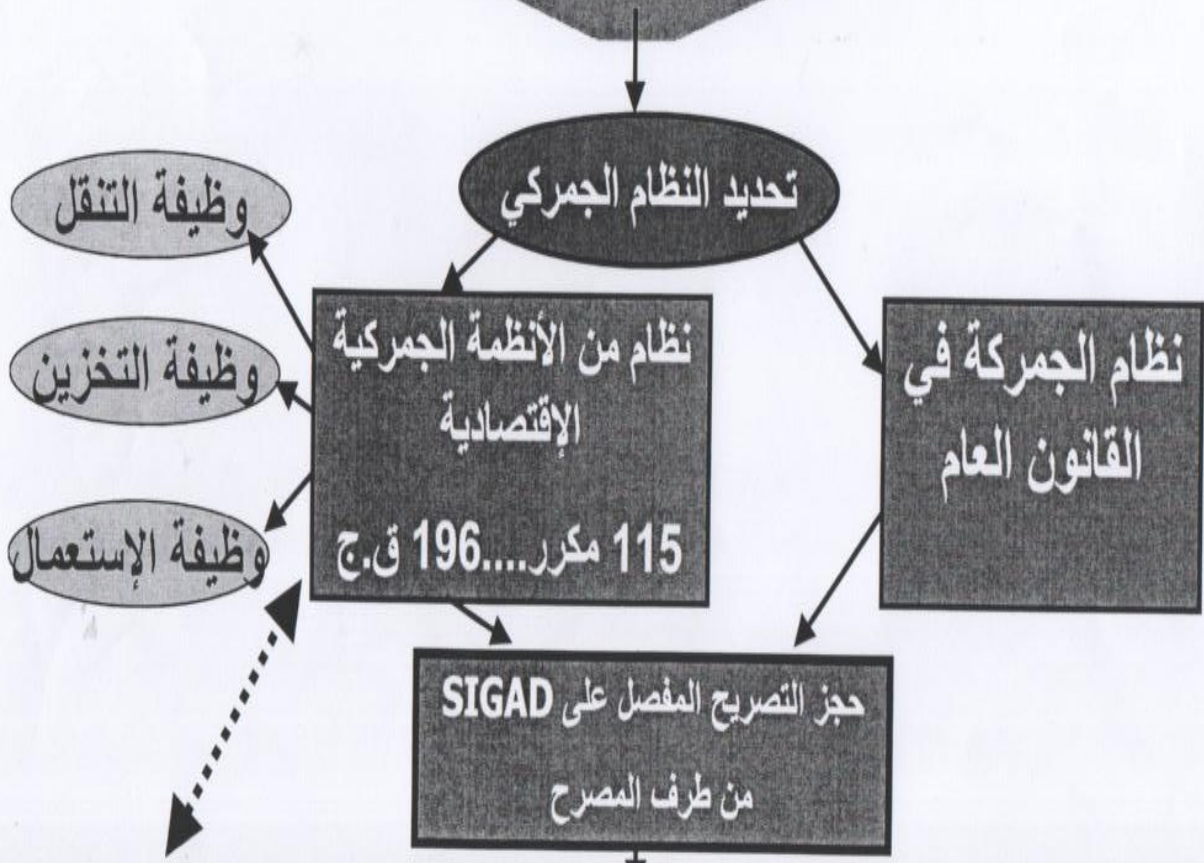 تحديد النظام الجمركي
وظيفة التنقل
نظام من الأنظمة الجمركية
الإقتصادية
115 مكرر....196 ق.ج
نظام الجمركة في
القانون العام
وظيفة التخزين
وظيفة الإستعمال
حجز التصريح المفصل على SIGAD
من طرف المصرح